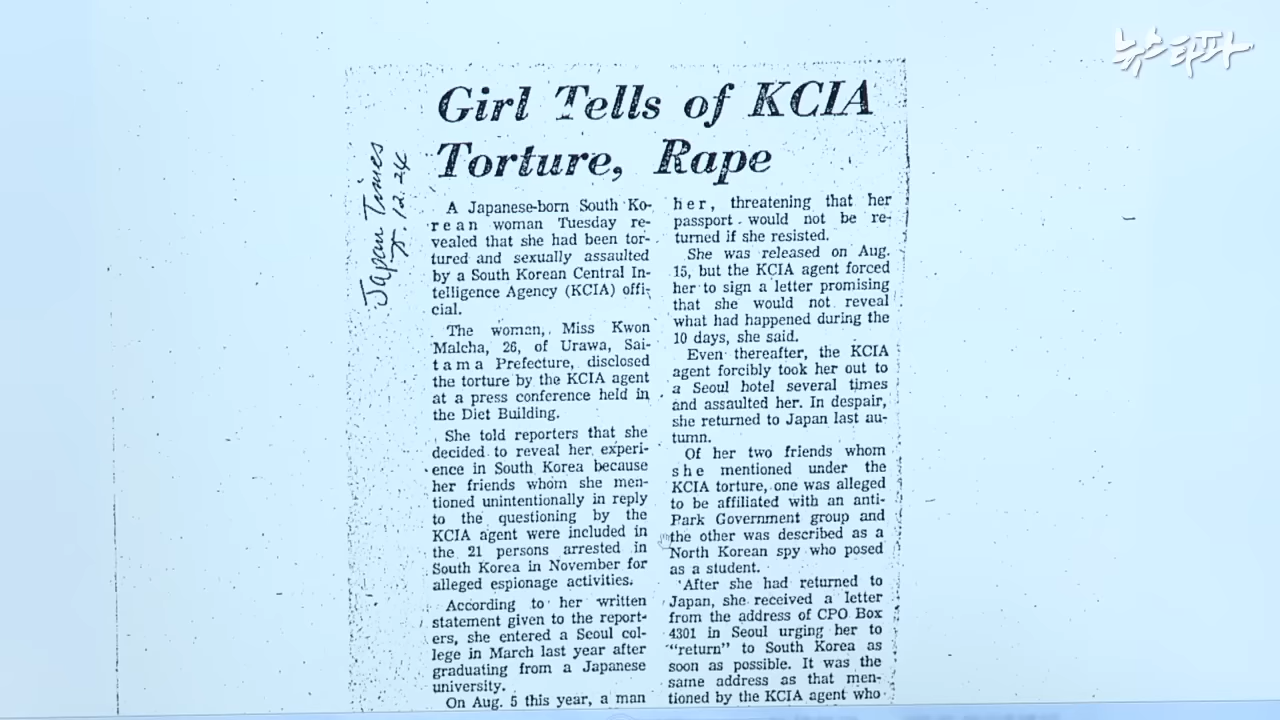 뉴스타파
Girl Tells of KCIA
Torture, Rape
Japan Times
12.24
A Japanese-born South Ko-
rean woman Tuesday re-
vealed that she had been tor-
tured and sexually assaulted
by a South Korean Central In-
telligence Agency (KCIA) offi-
cial.
The woman, Miss Kwon
Malcha, 26, of Urawa, Sai-
tama Prefecture, disclosed
the torture by the KCIA agent
at a press conference held in
the Diet Building.
She told reporters that she
decided to reveal her experi-
ence in South Korea because
her friends whom she men-
tioned unintentionally in reply
to the questioning by the
KCIA agent were included in
the 21 persons arrested in
South Korea in November for
alleged espionage activities.
According to her written
statement given to the report-
ers, she entered a Seoul col-
lege in March last year after
graduating from a Japanese
university.
On Aug. 5 this year, a man
her, threatening that her
passport would not be re-
turned if she resisted.
She was released on Aug.
15, but the KCIA agent forced
her to sign a letter promising
that she would not reveal
what had happened during the
10 days, she said.
Even thereafter, the KCIA
agent forcibly took her out to
a Seoul hotel several times
and assaulted her. In despair,
she returned to Japan last au-
tumn.
Of her two friends whom
she mentioned under the
KCIA torture, one was alleged
to be affiliated with an anti-
Park Government group and
the other was described as a
North Korean spy who posed
as a student.
After she had returned to
Japan, she received a letter
from the address of CPO Box
4301 in Seoul urging her to
"return" to South Korea as
soon as possible. It was the
same address as that men-
tioned by the KCIA agent who